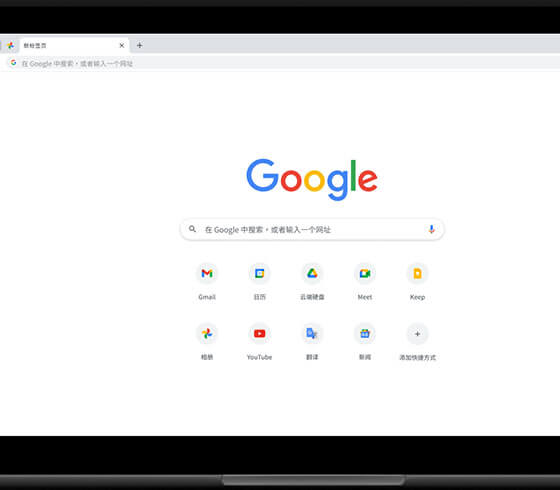 新标签页
在 Google 中搜索，或者输入一个网址
Google
在 Google 中搜索，或者输入一个网址
Gmail
日历
云端硬盘
Meet
Keep
相册
YouTube
翻译
新闻
添加快捷方式